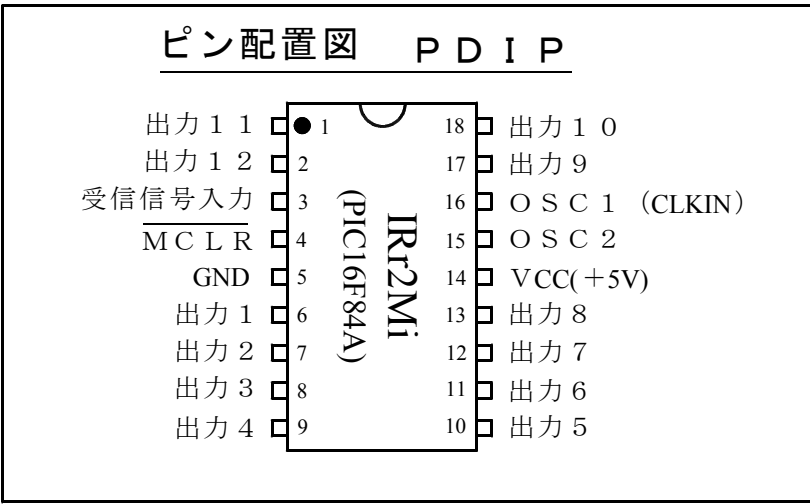 ピン配置図　ＰＤＩＰ
出力１１ 1 18 出力１０
出力１２ 2 17 出力９
受信信号入力 3 16 ＯＳＣ１（CLKIN）
ＭＣＬＲ 4 15 ＯＳＣ２
GND 5 14 ＶCC(＋5V)
出力１ 6 13 出力８
出力２ 7 12 出力７
出力３ 8 11 出力６
出力４ 9 10 出力５
IRr2Mi
(PIC16F84A)